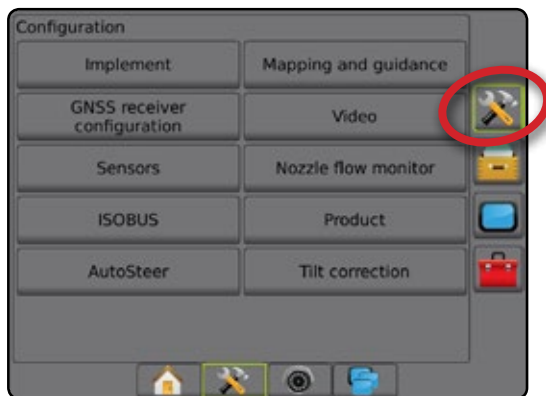 Configuration
Implement
Mapping and guidance
GNSS receiver
configuration
Video
Sensors
Nozzle flow monitor
ISOBUS
Product
AutoSteer
Tilt correction